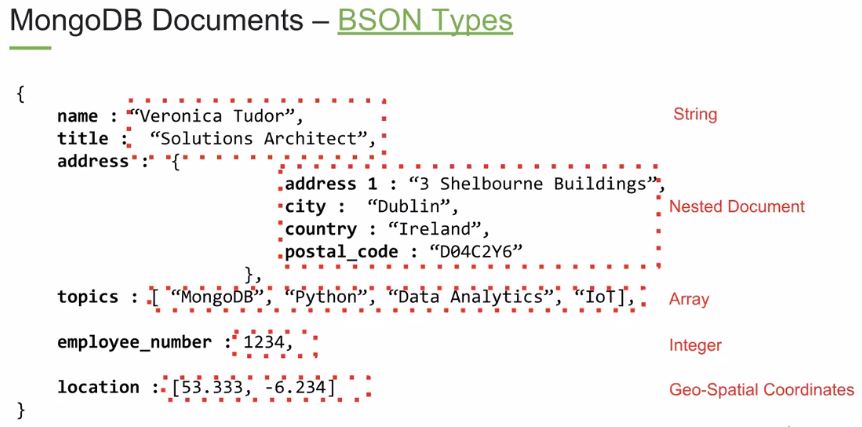 MongoDB Documents – BSON Types
{
name : “Veronica Tudor”, String
title : “Solutions Architect”,
address : {
address 1 : “3 Shelbourne Buildings”,
city : “Dublin”, Nested Document
country : “Ireland”,
postal_code : “D04C2Y6”
},
topics : [ “MongoDB”, “Python”, “Data Analytics”, “IoT], Array
employee_number : 1234, Integer
location : [53.333, -6.234] Geo-Spatial Coordinates
}